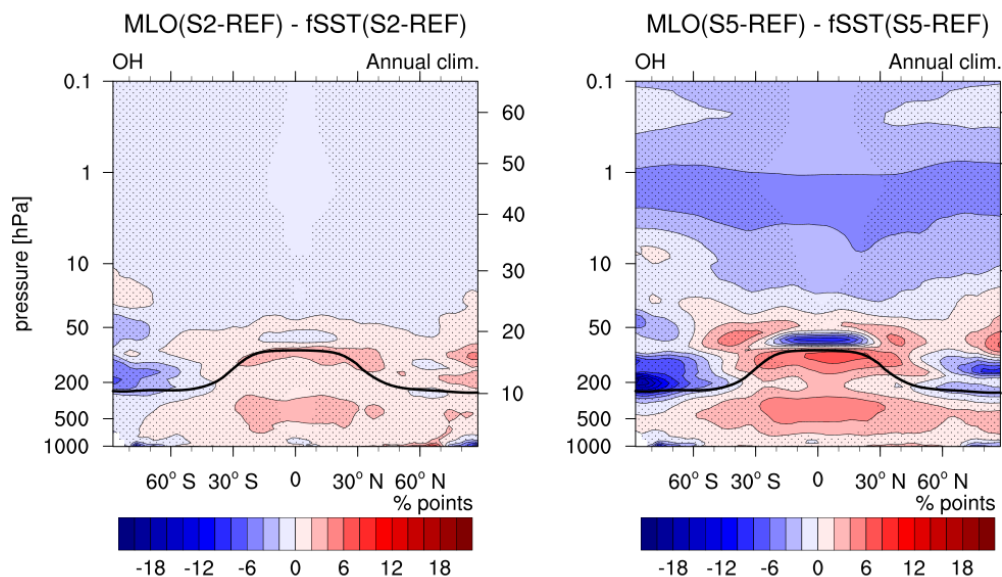 MLO(S2-REF) - fSST(S2-REF)
OH Annual clim.
pressure [hPa]
0.1
1
10
50
200
500
1000
60
50
40
30
20
10
60° S 30° S 0 30° N 60° N
% points
-18 -12 -6 0 6 12 18
MLO(S5-REF) - fSST(S5-REF)
OH Annual clim.
0.1
1
10
50
200
500
1000
60° S 30° S 0 30° N 60° N
% points
-18 -12 -6 0 6 12 18